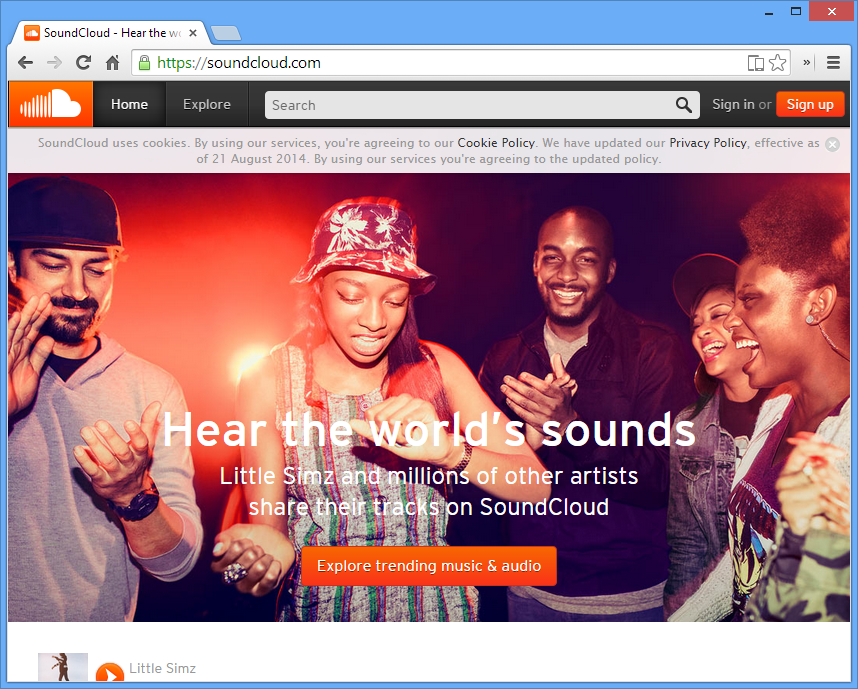 SoundCloud - Hear the wo
https://soundcloud.com
Home
Explore
Search
Sign in or
Sign up
SoundCloud uses cookies. By using our services, you're agreeing to our Cookie Policy. We have updated our Privacy Policy, effective as
of 21 August 2014. By using our services you're agreeing to the updated policy.
Hear the world's sounds
Little Simz and millions of other artists
share their tracks on SoundCloud
Explore trending music & audio
Little Simz